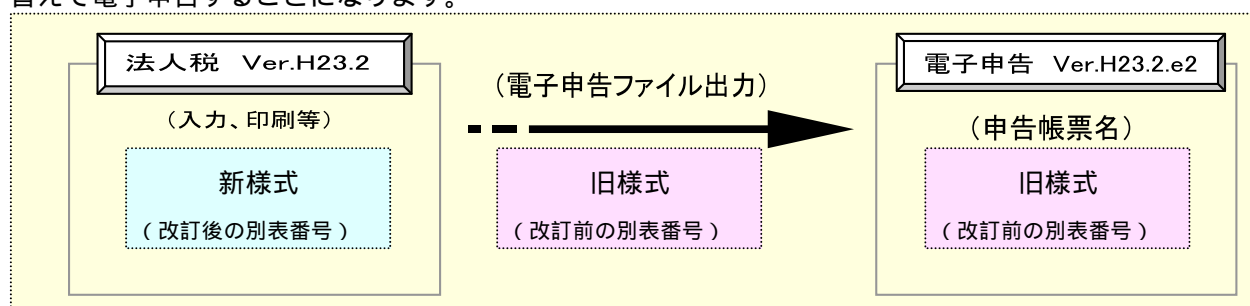 替えて電子申告することになります。
法人税 Ver.H23.2
(入力、印刷等)
新様式
(改訂後の別表番号)
(電子申告ファイル出力)
旧様式
(改訂前の別表番号)
電子申告 Ver.H23.2.e2
(申告帳票名)
旧様式
(改訂前の別表番号)